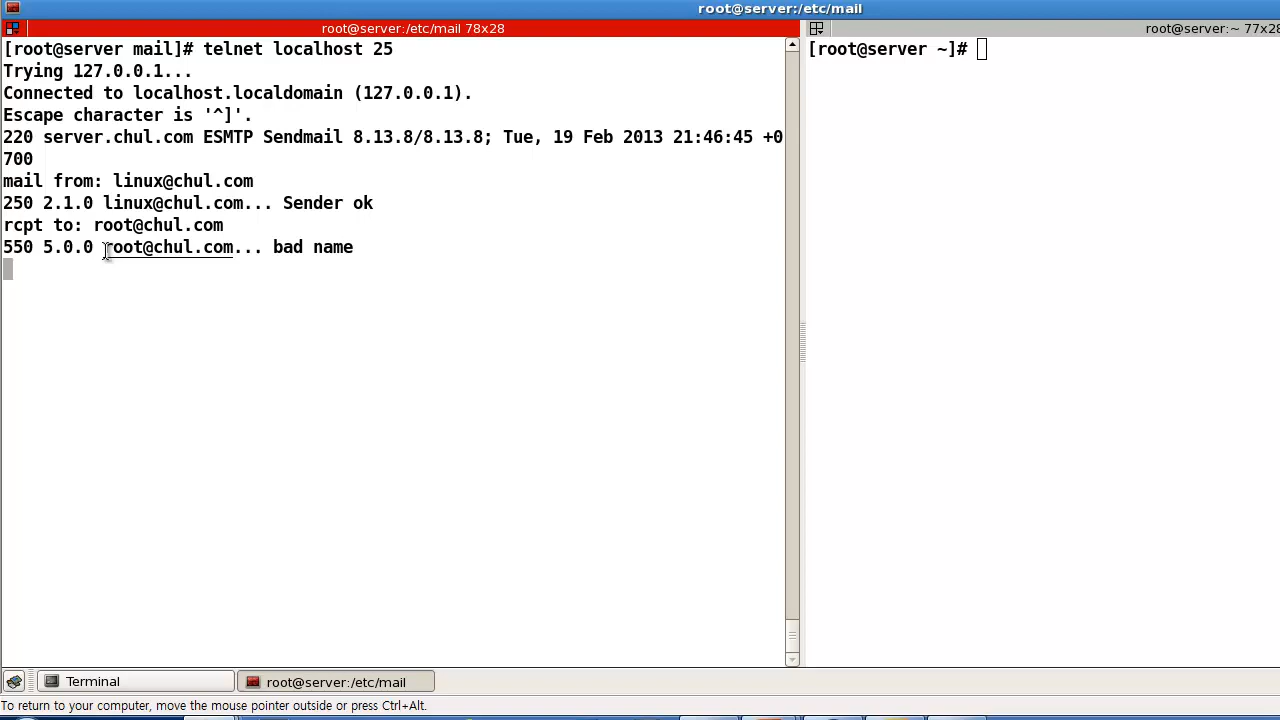 root@server:/etc/mail
root@server:/etc/mail 78x28
[root@server mail]# telnet localhost 25
Trying 127.0.0.1...
Connected to localhost.localdomain (127.0.0.1).
Escape character is '^]'.
220 server.chul.com ESMTP Sendmail 8.13.8/8.13.8; Tue, 19 Feb 2013 21:46:45 +0
700
mail from: linux@chul.com
250 2.1.0 linux@chul.com... Sender ok
rcpt to: root@chul.com
550 5.0.0 root@chul.com... bad name
root@server:~ 77x28
[root@server ~]#
Terminal
root@server:/etc/mail
To return to your computer, move the mouse pointer outside or press Ctrl+Alt.